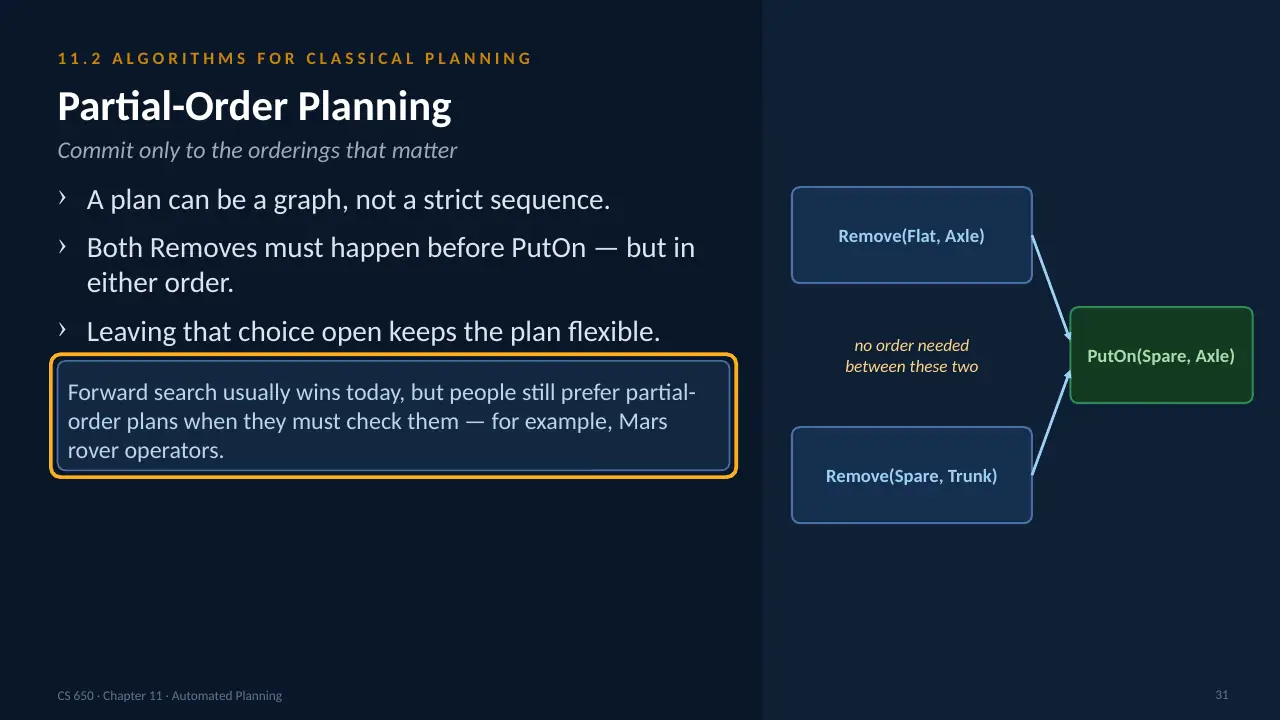 11.2 ALGORITHMS FOR CLASSICAL PLANNING
Partial-Order Planning
Commit only to the orderings that matter
› A plan can be a graph, not a strict sequence.
› Both Removes must happen before PutOn — but in
either order.
› Leaving that choice open keeps the plan flexible.
Forward search usually wins today, but people still prefer partial-
order plans when they must check them — for example, Mars
rover operators.
Remove(Flat, Axle)
no order needed
between these two
PutOn(Spare, Axle)
Remove(Spare, Trunk)
CS 650 · Chapter 11 · Automated Planning
31